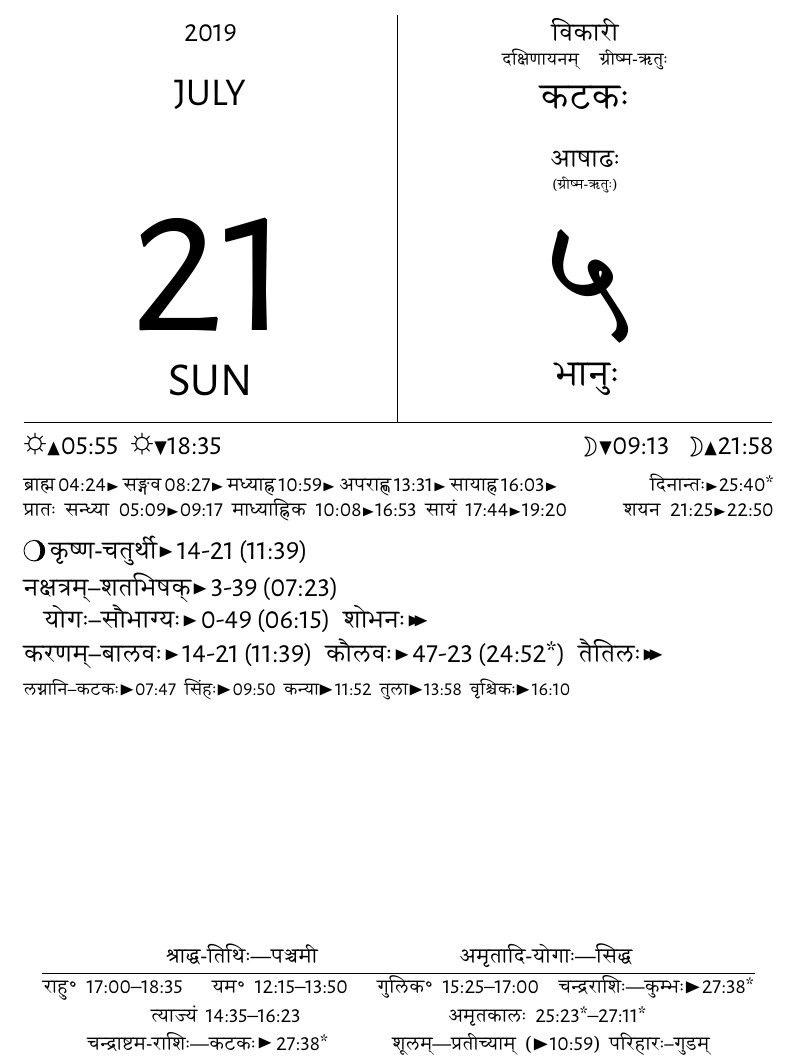 2019
JULY
21
SUN
विकारी
दक्षिणायनम् ग्रीष्म-ऋतुः
कटकः
आषाढः
(ग्रीष्म-ऋतुः)
५
भानुः
☼▲05:55 ☼▼18:35 ☽▼09:13 ☽▲21:58
ब्राह्म 04:24► सङ्गव 08:27► मध्याह्न 10:59► अपराह्ण 13:31► सायाह्न 16:03► दिनान्तः►25:40*
प्रातः सन्ध्या 05:09►09:17 माध्याह्निक 10:08►16:53 सायं 17:44►19:20 शयन 21:25►22:50
कृष्ण-चतुर्थी►14-21 (11:39)
नक्षत्रम्–शतभिषक्►3-39 (07:23)
योगः–सौभाग्यः►0-49 (06:15) शोभनः►►
करणम्–बालवः►14-21 (11:39) कौलवः►47-23 (24:52*) तैतिलः►►
लग्नानि–कटकः►07:47 सिंहः►09:50 कन्या►11:52 तुला►13:58 वृश्चिकः►16:10
श्राद्ध-तिथिः—पञ्चमी अमृतादि-योगाः—सिद्ध
राहु॰ 17:00–18:35 यम॰ 12:15–13:50 गुलिक॰ 15:25–17:00 चन्द्रराशिः—कुम्भः►27:38*
त्याज्यं 14:35–16:23 अमृतकालः 25:23*–27:11*
चन्द्राष्टम-राशिः—कटकः► 27:38* शूलम्—प्रतीच्याम् (►10:59) परिहारः–गुडम्